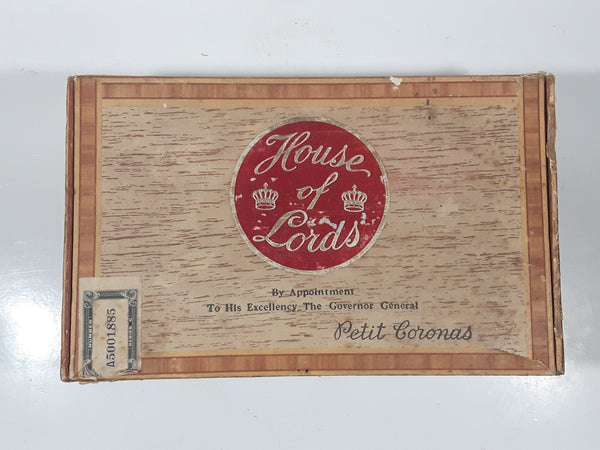 House
of
Lords
By Appointment
To His Excellency The Governor General
Petit Coronas
A5001885